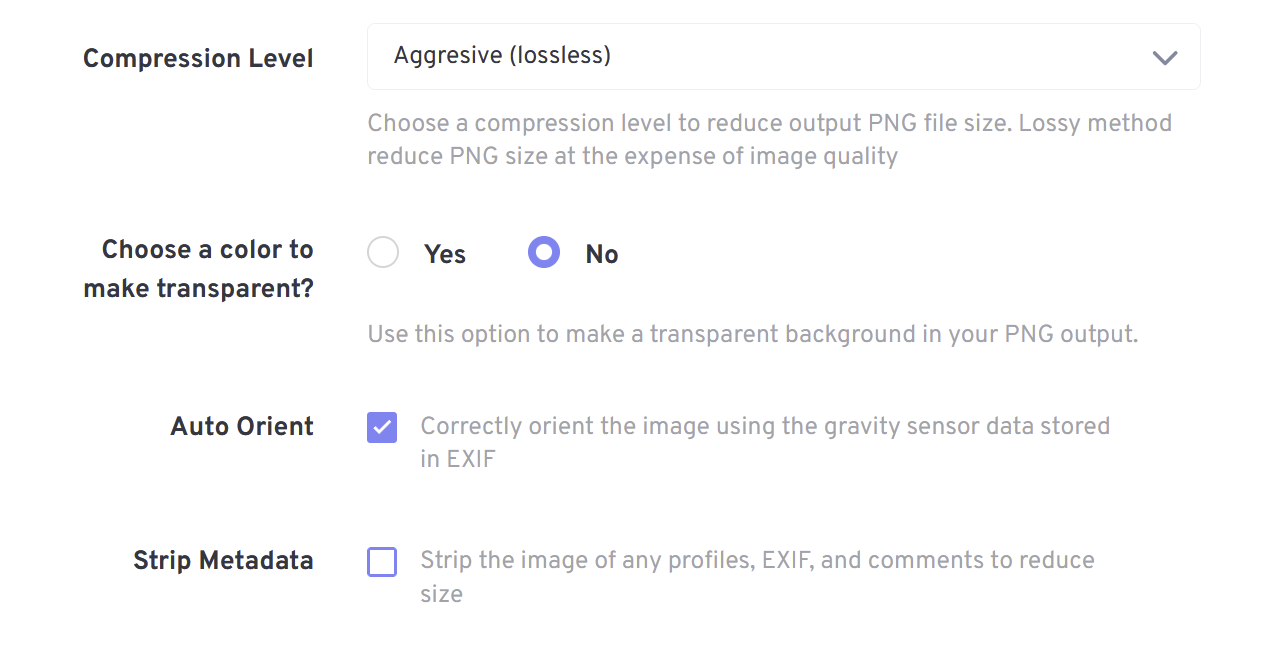 Compression Level
Aggresive (lossless)
Choose a compression level to reduce output PNG file size. Lossy method
reduce PNG size at the expense of image quality
Choose a color to
make transparent?
Yes
No
Use this option to make a transparent background in your PNG output.
Auto Orient
Correctly orient the image using the gravity sensor data stored
in EXIF
Strip Metadata
Strip the image of any profiles, EXIF, and comments to reduce
size